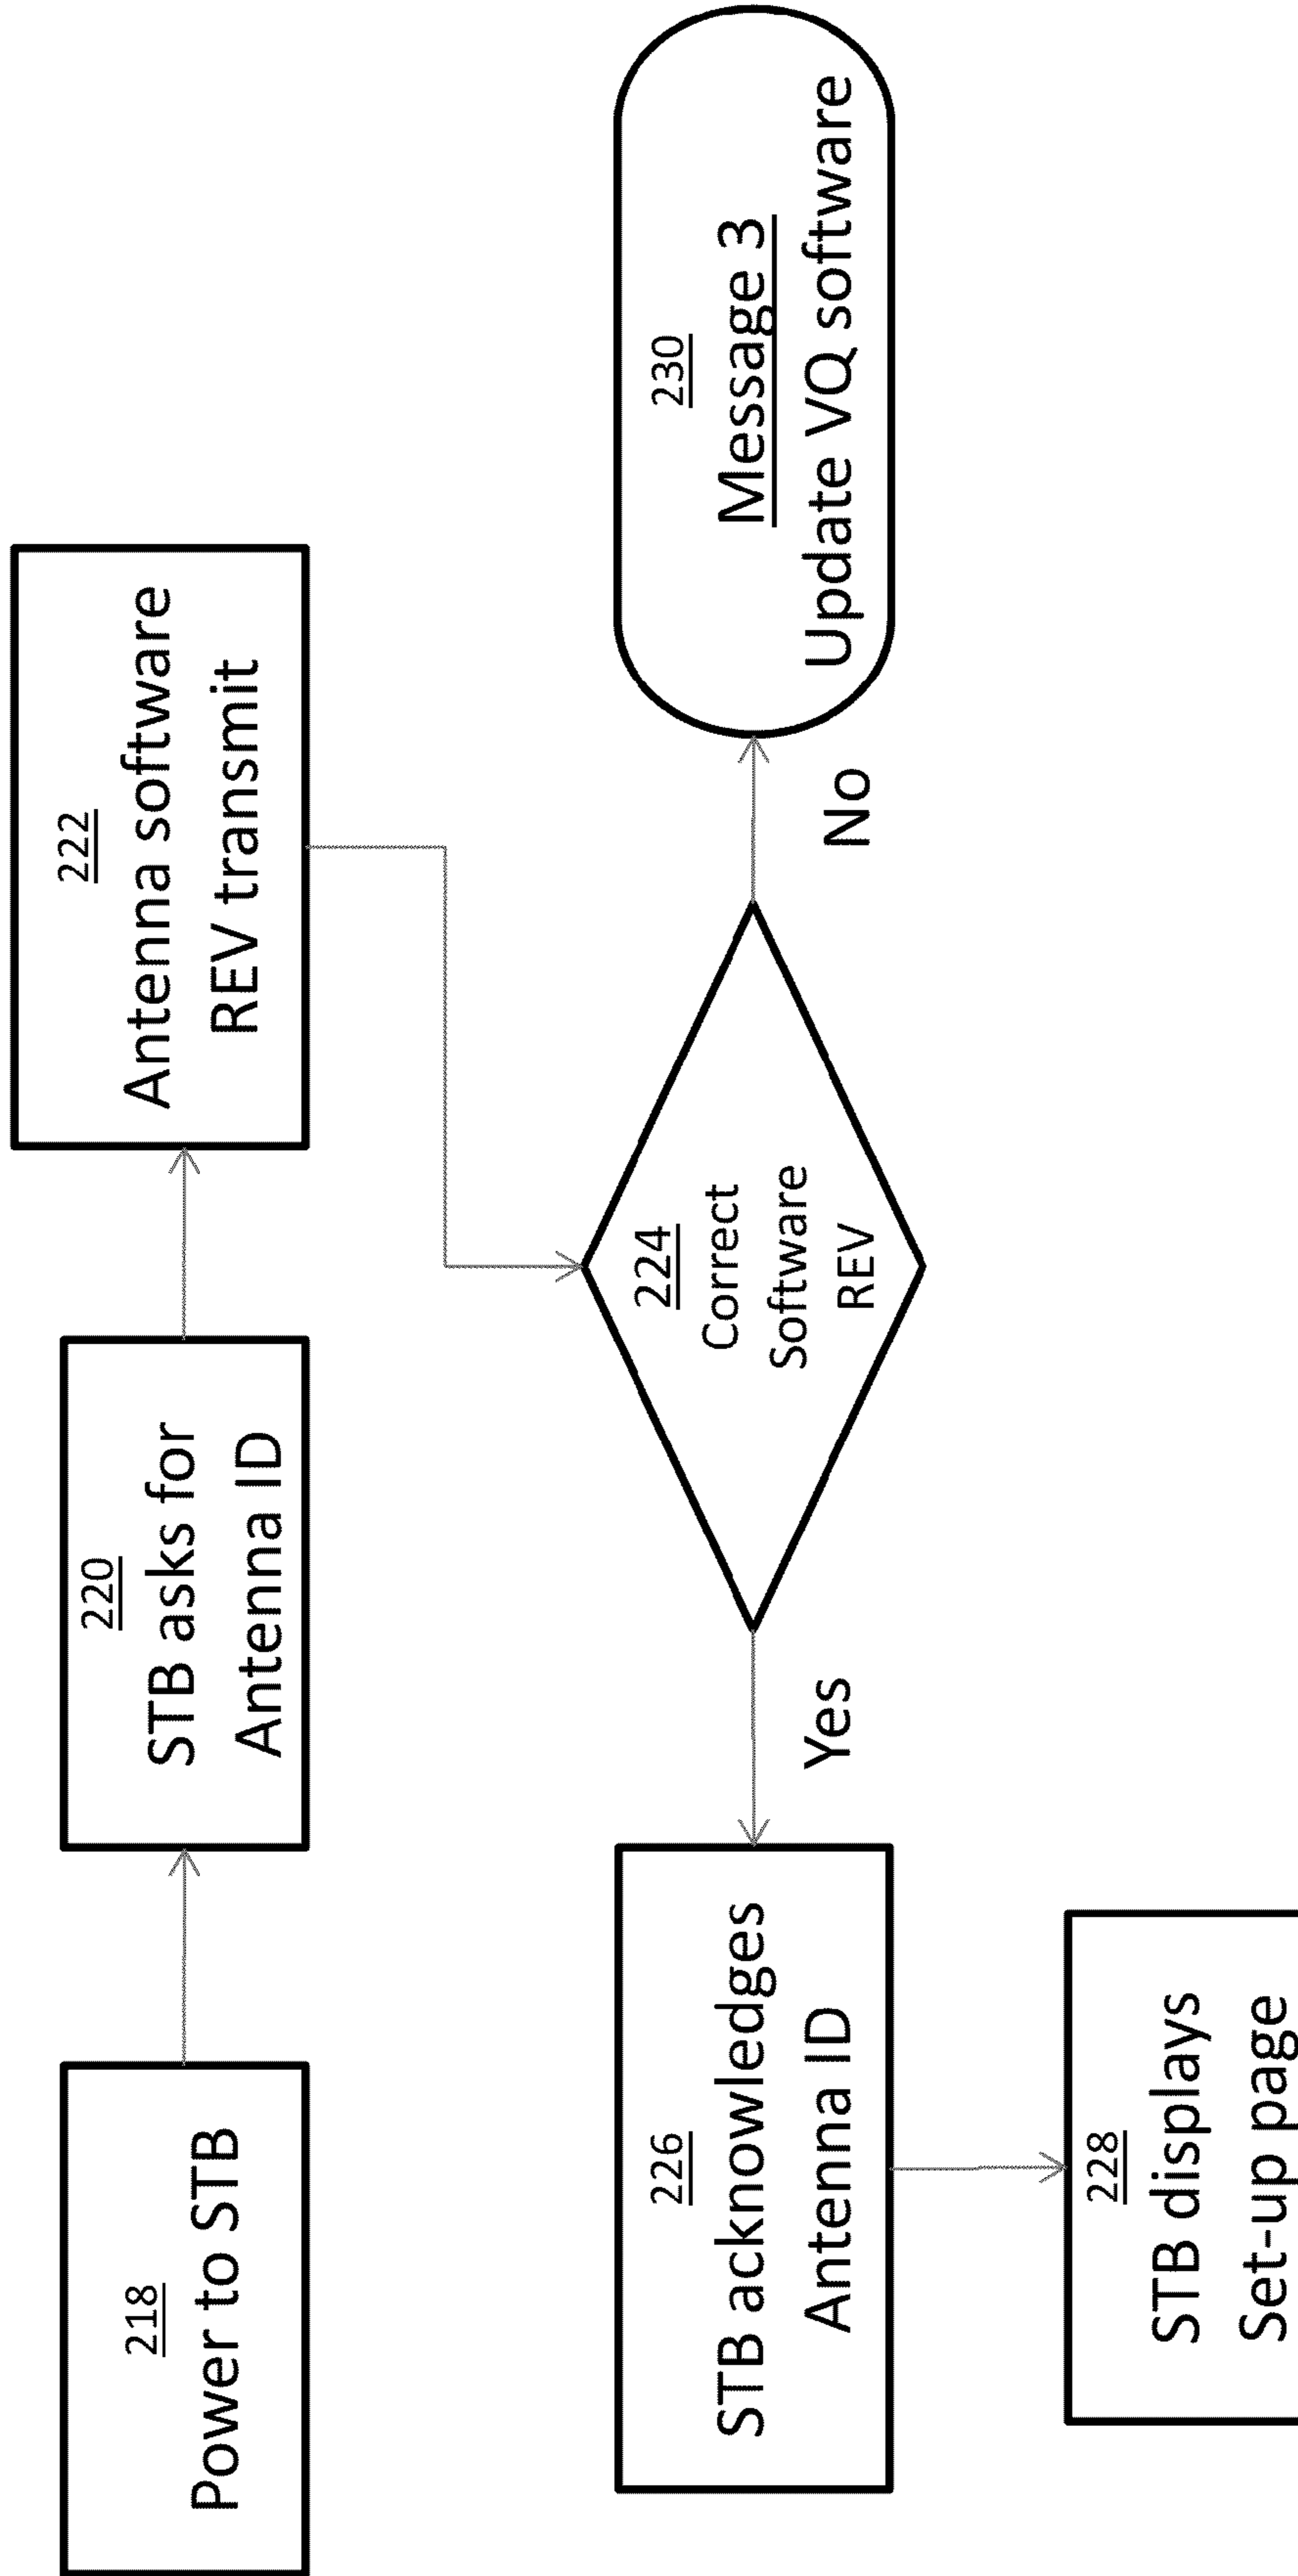 218
Power to STB
220
STB asks for
Antenna ID
222
Antenna software
REV transmit
224
Correct
Software
REV
Yes
No
226
STB acknowledges
Antenna ID
228
STB displays
Set-up page
230
Message 3
Update VQ software